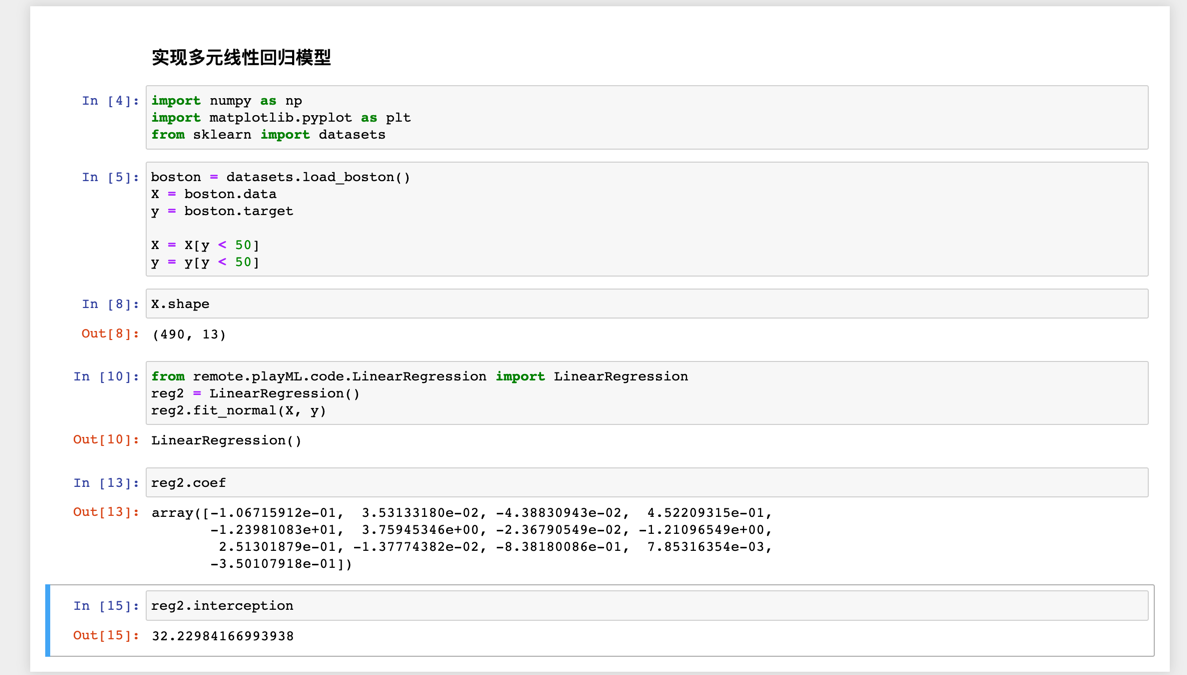 实现多元线性回归模型
In [4]: import numpy as np
import matplotlib.pyplot as plt
from sklearn import datasets
In [5]: boston = datasets.load_boston()
X = boston.data
y = boston.target
X = X[y < 50]
y = y[y < 50]
In [8]: X.shape
Out[8]: (490, 13)
In [10]: from remote.playML.code.LinearRegression import LinearRegression
reg2 = LinearRegression()
reg2.fit_normal(X, y)
Out[10]: LinearRegression()
In [13]: reg2.coef
Out[13]: array([-1.06715912e-01,  3.53133180e-02, -4.38830943e-02,  4.52209315e-01,
-1.23981083e+01,  3.75945346e+00, -2.36790549e-02, -1.21096549e+00,
2.51301879e-01, -1.37774382e-02, -8.38180086e-01,  7.85316354e-03,
-3.50107918e-01])
In [15]: reg2.interception
Out[15]: 32.22984166993938